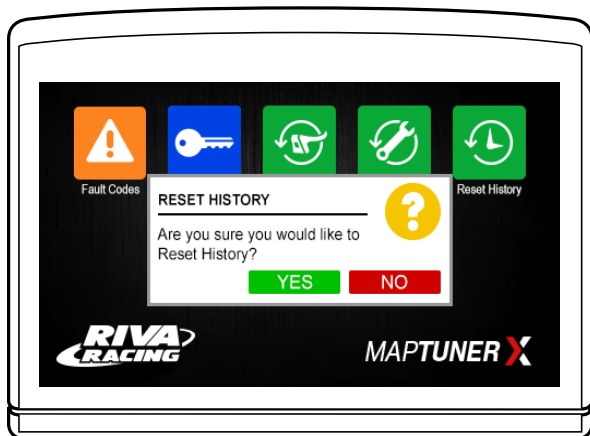 Fault Codes
Reset History
RESET HISTORY
Are you sure you would like to
Reset History?
YES NO
RIVA
RACING
MAPTUNER X